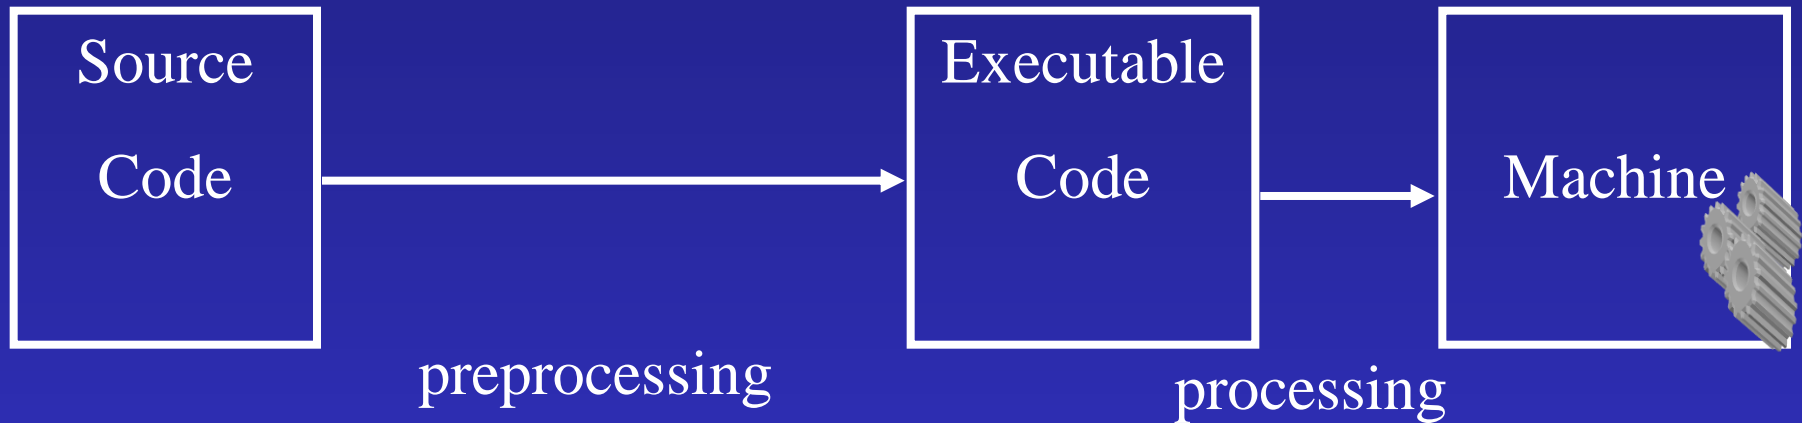 Source
Code
Executable
Code
Machine
preprocessing
processing